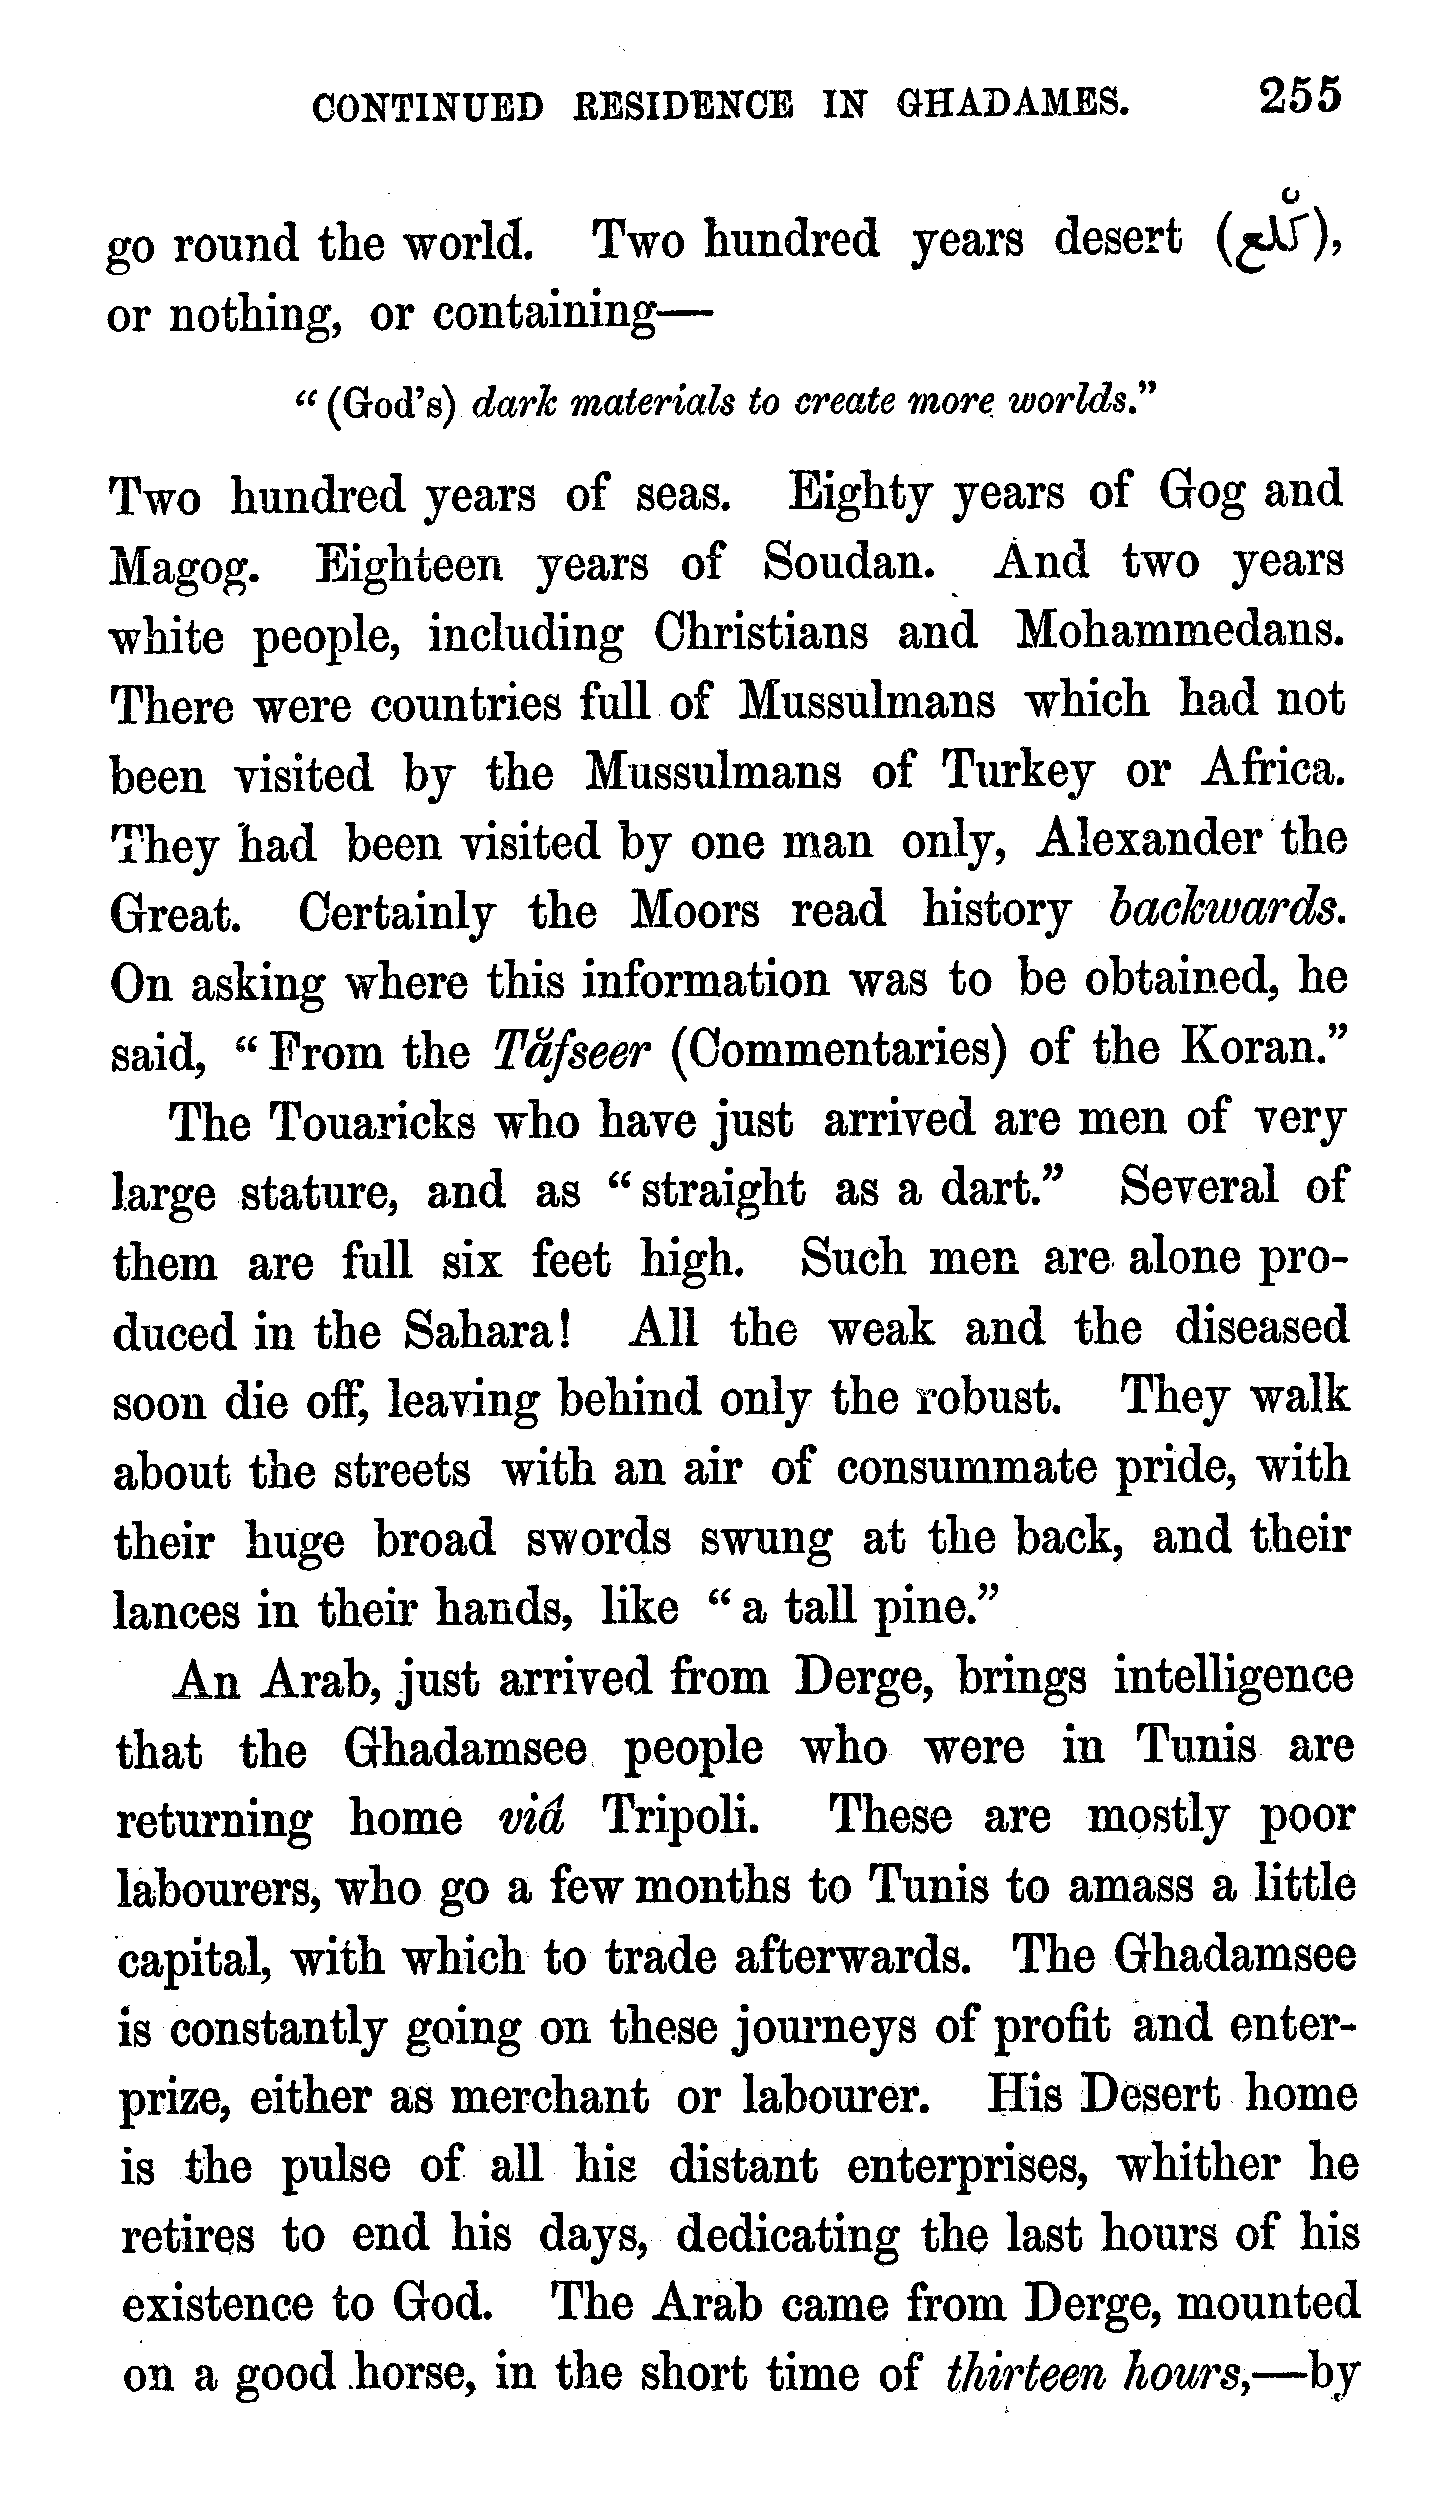 CONTINUED RESIDENCE IN GHADAMES. 255
go round the world. Two hundred years desert (كلع),
or nothing, or containing—
“(God's) dark materials to create more worlds.”
Two hundred years of seas. Eighty years of Gog and
Magog. Eighteen years of Soudan. And two years
white people, including Christians and Mohammedans.
There were countries full of Mussulmans which had not
been visited by the Mussulmans of Turkey or Africa.
They had been visited by one man only, Alexander the
Great. Certainly the Moors read history backwards.
On asking where this information was to be obtained, he
said, “From the Tăfseer (Commentaries) of the Koran.”
The Touaricks who have just arrived are men of very
large stature, and as “straight as a dart.” Several of
them are full six feet high. Such men are alone pro-
duced in the Sahara! All the weak and the diseased
soon die off, leaving behind only the robust. They walk
about the streets with an air of consummate pride, with
their huge broad swords swung at the back, and their
lances in their hands, like “a tall pine.”
An Arab, just arrived from Derge, brings intelligence
that the Ghadamsee people who were in Tunis are
returning home viâ Tripoli. These are mostly poor
labourers, who go a few months to Tunis to amass a little
capital, with which to trade afterwards. The Ghadamsee
is constantly going on these journeys of profit and enter-
prize, either as merchant or labourer. His Desert home
is the pulse of all his distant enterprises, whither he
retires to end his days, dedicating the last hours of his
existence to God. The Arab came from Derge, mounted
on a good horse, in the short time of thirteen hours,—by